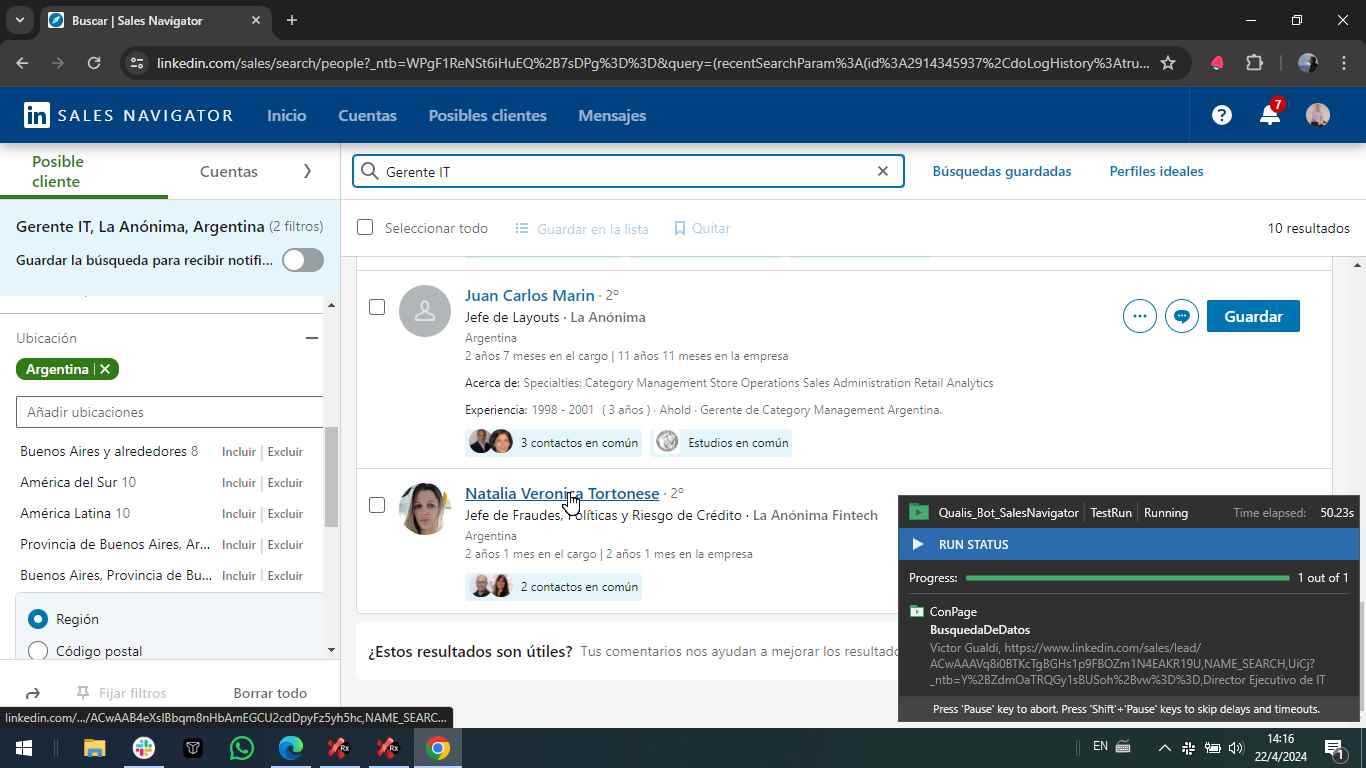 Buscar | Sales Navigator
linkedin.com/sales/search/people?_ntb=WPgF1ReNSt6iHuEQ%2B7sDPg%3D%3D&query=(recentSearchParam%3A(id%3A2914345937%2CdoLogHistory%3Atru...
in SALES NAVIGATOR
Inicio
Cuentas
Posibles clientes
Mensajes
7
Posible
cliente
Cuentas
Gerente IT
Búsquedas guardadas
Perfiles ideales
Gerente IT, La Anónima, Argentina (2 filtros)
Guardar la búsqueda para recibir notifi...
Seleccionar todo
Guardar en la lista
Quitar
10 resultados
Ubicación
Argentina
Añadir ubicaciones
Buenos Aires y alrededores 8 Incluir | Excluir
América del Sur 10 Incluir | Excluir
América Latina 10 Incluir | Excluir
Provincia de Buenos Aires, Ar... Incluir | Excluir
Buenos Aires, Provincia de Bu... Incluir | Excluir
Región
Código postal
Fijar filtros
Borrar todo
Juan Carlos Marin · 2º
Jefe de Layouts · La Anónima
Argentina
2 años 7 meses en el cargo | 11 años 11 meses en la empresa
Acerca de: Specialties: Category Management Store Operations Sales Administration Retail Analytics
Experiencia: 1998 - 2001 ( 3 años ) · Ahold · Gerente de Category Management Argentina.
3 contactos en común
Estudios en común
Guardar
Natalia Veronica Tortonese · 2º
Jefe de Fraudes, Políticas y Riesgo de Crédito · La Anónima Fintech
Argentina
2 años 1 mes en el cargo | 2 años 1 mes en la empresa
2 contactos en común
¿Estos resultados son útiles? Tus comentarios nos ayudan a mejorar los resultado
Qualis_Bot_SalesNavigator
TestRun
Running
Time elapsed: 50.23s
RUN STATUS
Progress:
1 out of 1
ConPage
BusquedaDeDatos
Victor Gualdi, https://www.linkedin.com/sales/lead/
ACwAAAVq8i0BTKcTgBGHs1p9FBOZm1N4EAKR19U,NAME_SEARCH,UiCj?
_ntb=Y%2BZdmOaTRQGy1sBUSoh%2Bvw%3D%3D,Director Ejecutivo de IT
Press 'Pause' key to abort. Press 'Shift'+'Pause' keys to skip delays and timeouts.
linkedin.com/.../ACwAAB4eXsIBbqm8nHbAmEGCU2cdDpyFz5yh5hc,NAME_SEARC...
EN
14:16
22/4/2024
1